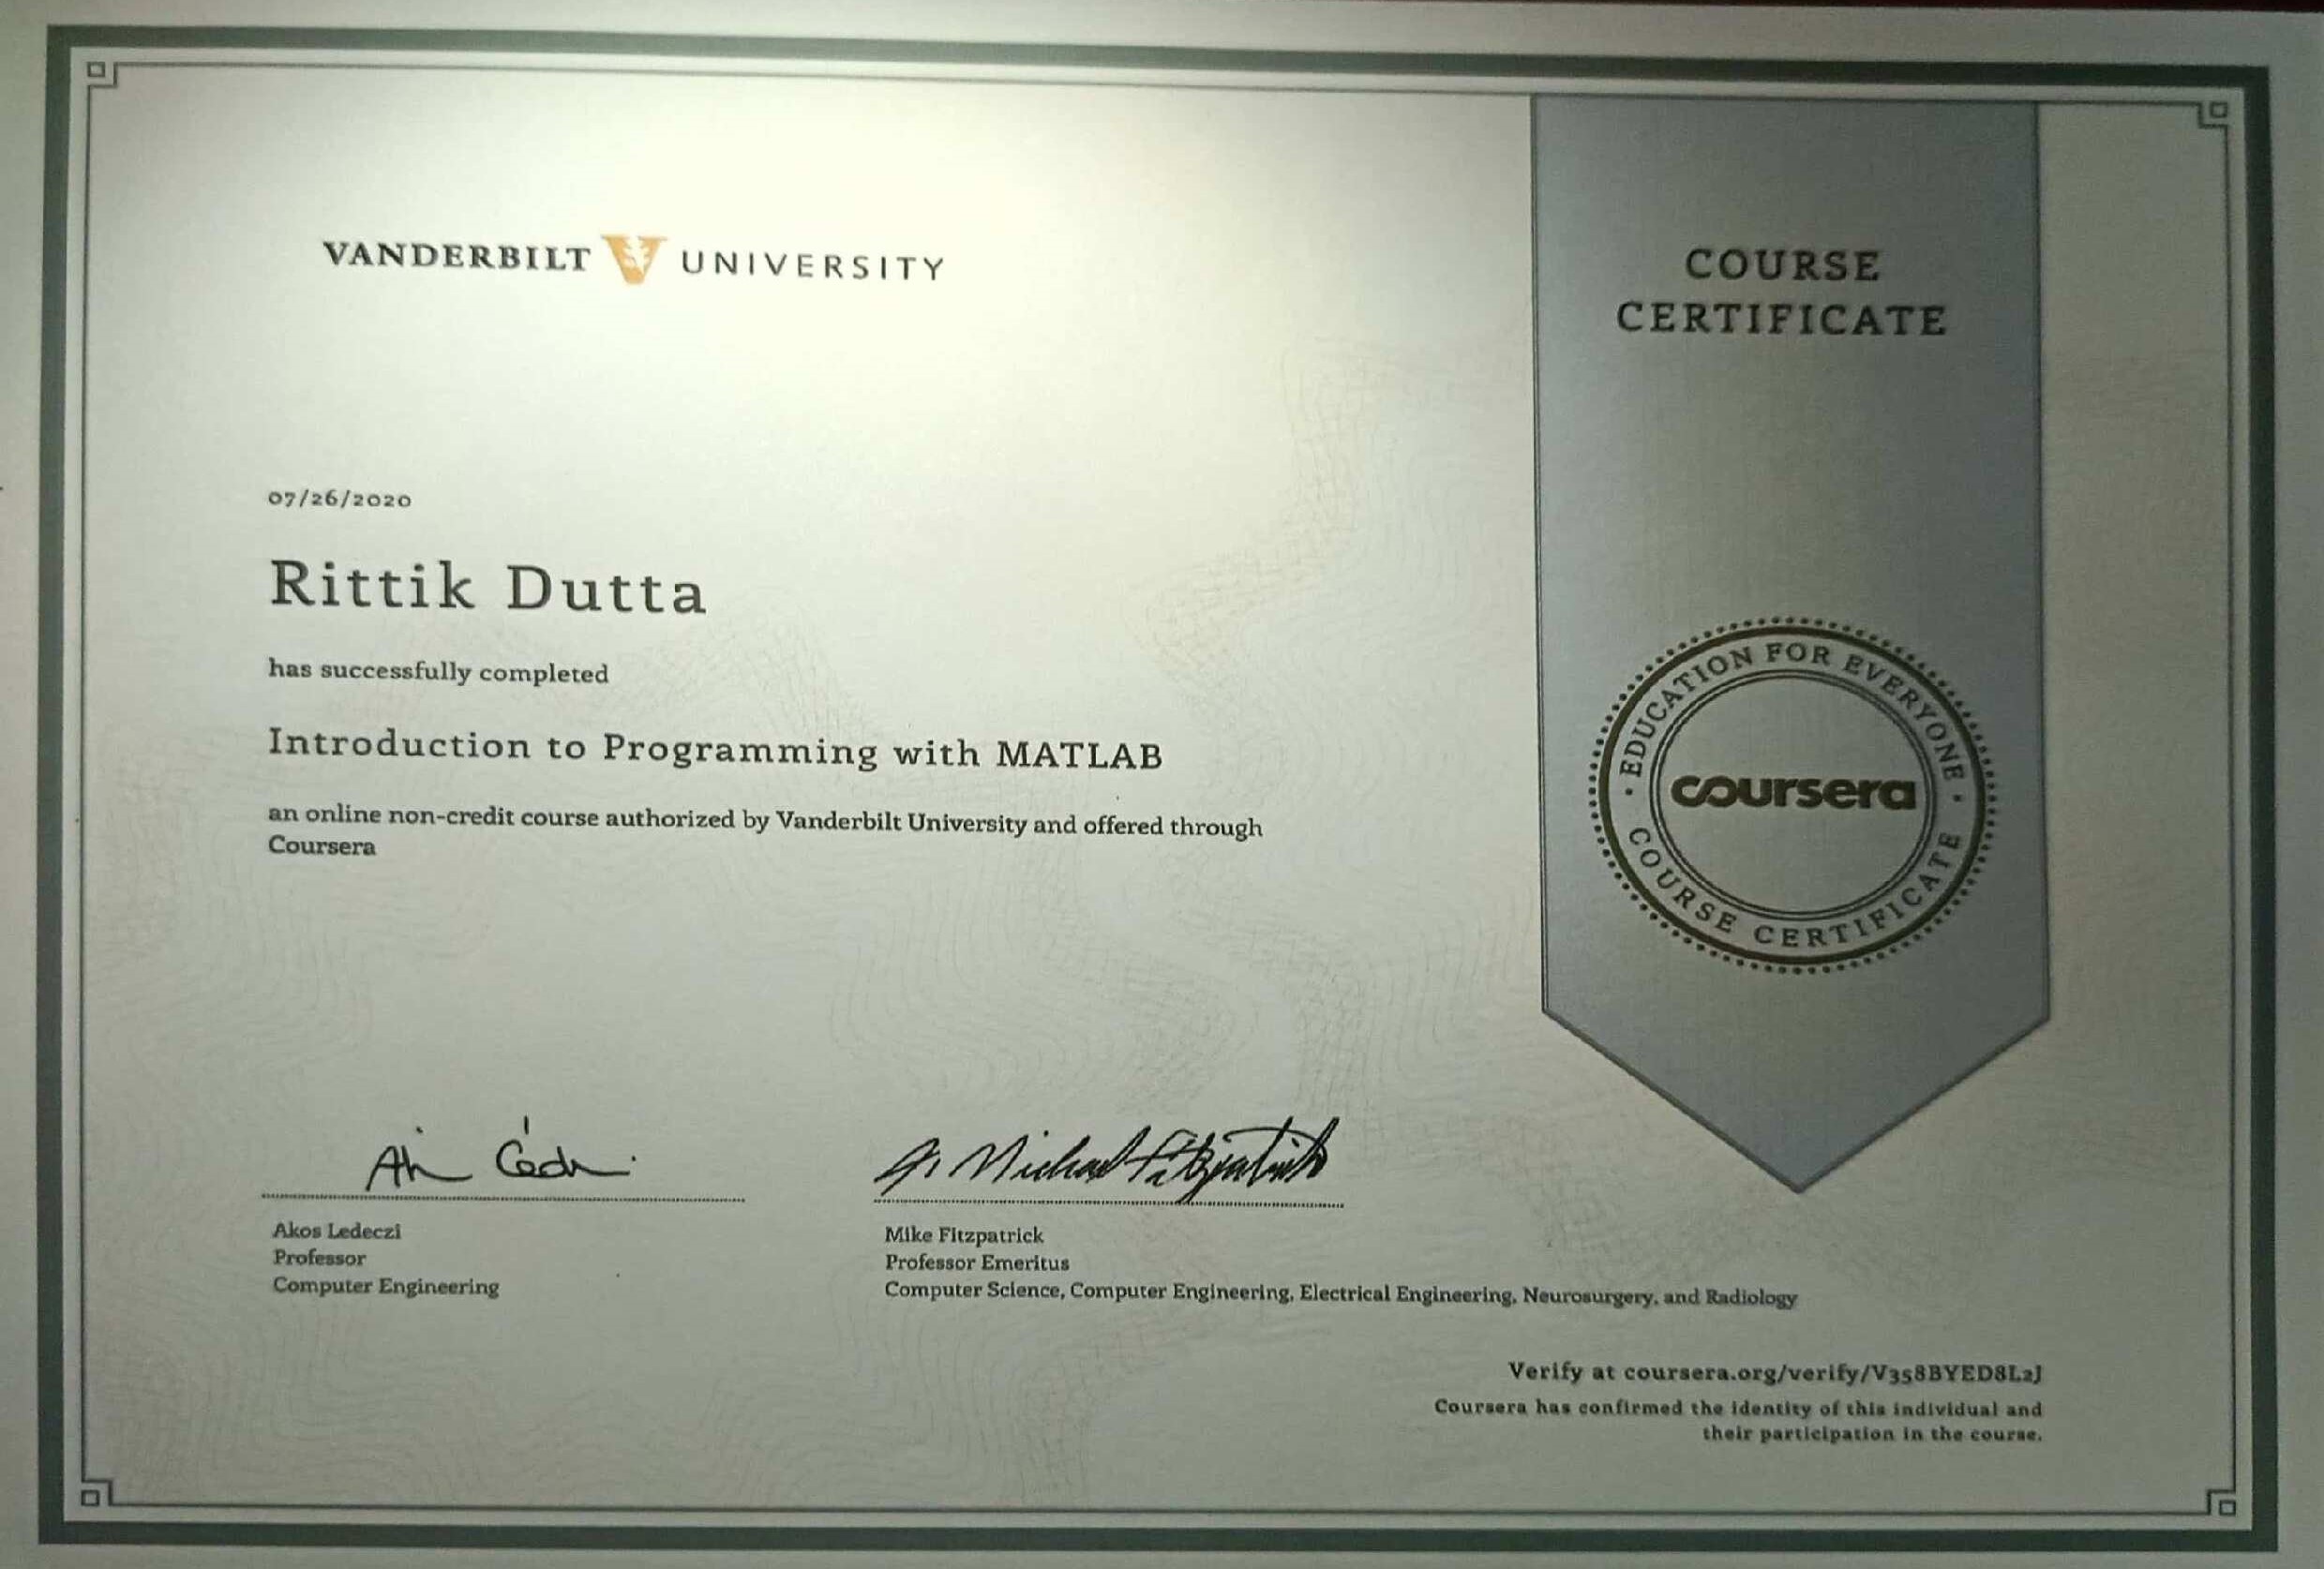 VANDERBILT UNIVERSITY
COURSE
CERTIFICATE
07/26/2020
Rittik Dutta
has successfully completed
Introduction to Programming with MATLAB
an online non-credit course authorized by Vanderbilt University and offered through
Coursera
EDUCATION FOR EVERYONE
coursera
COURSE CERTIFICATE
Akos Ledeczi
Professor
Computer Engineering
J. Michael Fitzpatrick
Mike Fitzpatrick
Professor Emeritus
Computer Science, Computer Engineering, Electrical Engineering, Neurosurgery, and Radiology
Verify at coursera.org/verify/V358BYED8L2J
Coursera has confirmed the identity of this individual and
their participation in the course.